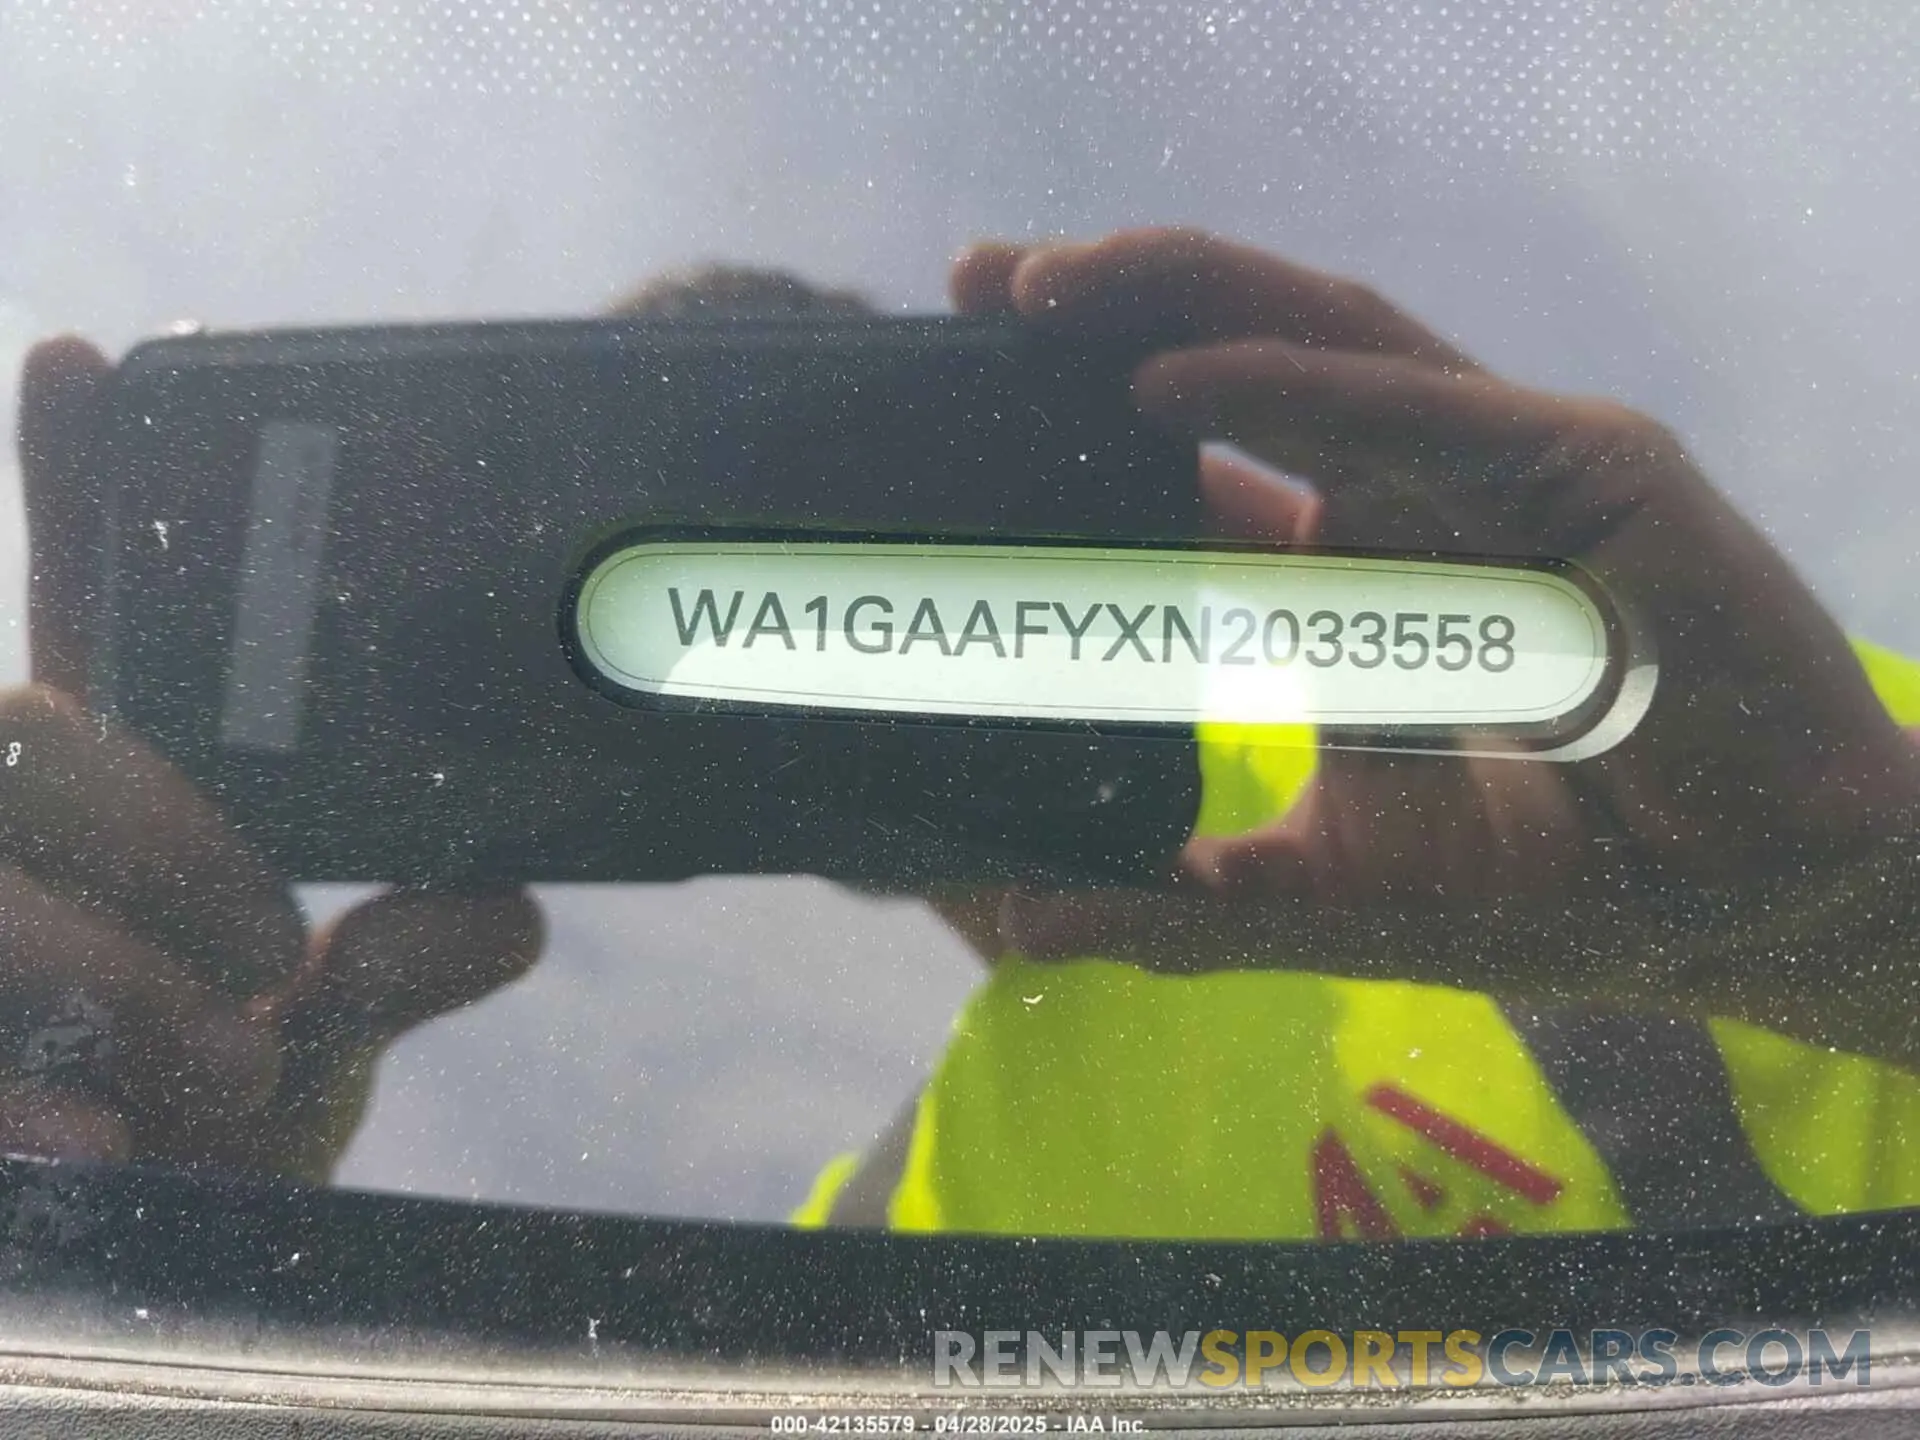 WA1GAAFYXN2033558
RENEWSPORTSCARS.COM
000-42135579 - 04/28/2025 - IAA Inc.